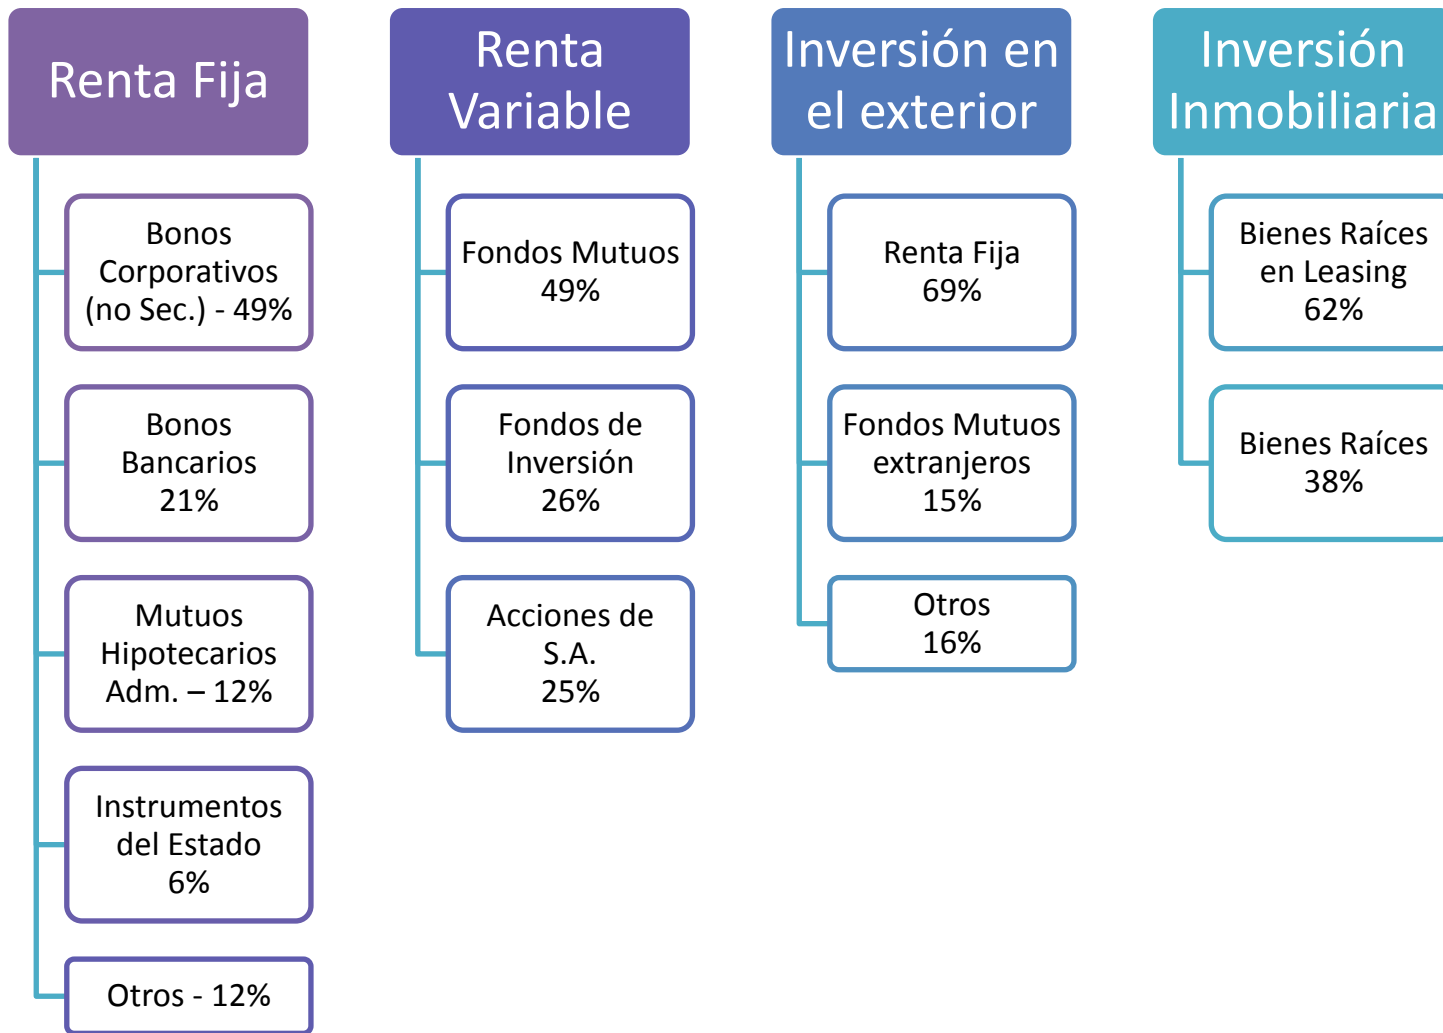 Renta Fija
Bonos
Corporativos
(no Sec.) - 49%
Bonos
Bancarios
21%
Mutuos
Hipotecarios
Adm. – 12%
Instrumentos
del Estado
6%
Otros - 12%
Renta
Variable
Fondos Mutuos
49%
Fondos de
Inversión
26%
Acciones de
S.A.
25%
Inversión en
el exterior
Renta Fija
69%
Fondos Mutuos
extranjeros
15%
Otros
16%
Inversión
Inmobiliaria
Bienes Raíces
en Leasing
62%
Bienes Raíces
38%